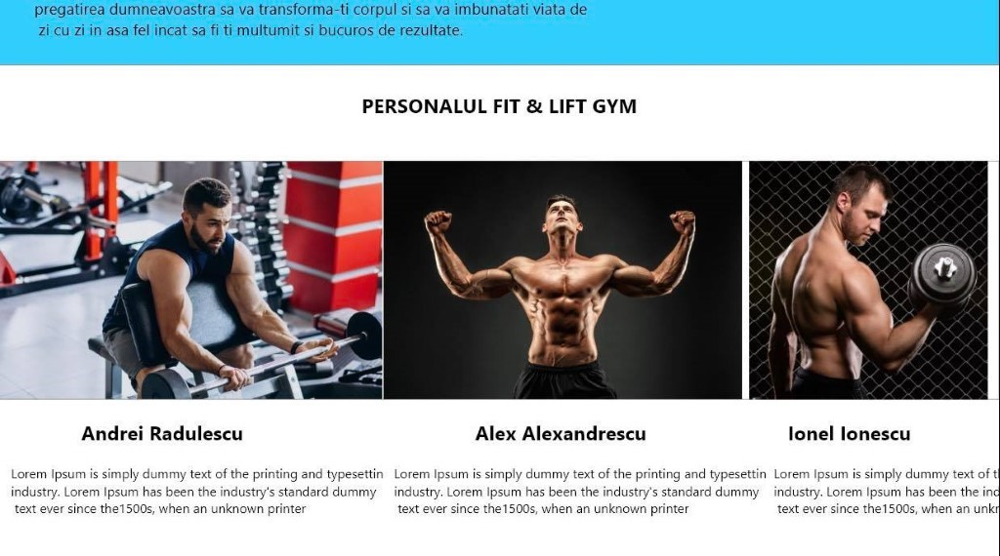 pregatirea dumneavoastra sa va transforma-ti corpul si sa va imbunatati viata de
zi cu zi in asa fel incat sa fi ti multumit si bucuros de rezultate.
PERSONALUL FIT & LIFT GYM
Andrei Radulescu
Lorem Ipsum is simply dummy text of the printing and typesettin
industry. Lorem Ipsum has been the industry's standard dummy
text ever since the1500s, when an unknown printer
Alex Alexandrescu
Lorem Ipsum is simply dummy text of the printing and typesettin
industry. Lorem Ipsum has been the industry's standard dummy
text ever since the1500s, when an unknown printer
Ionel Ionescu
Lorem Ipsum is simply dummy text of
industry. Lorem Ipsum has been the
text ever since the1500s, when an